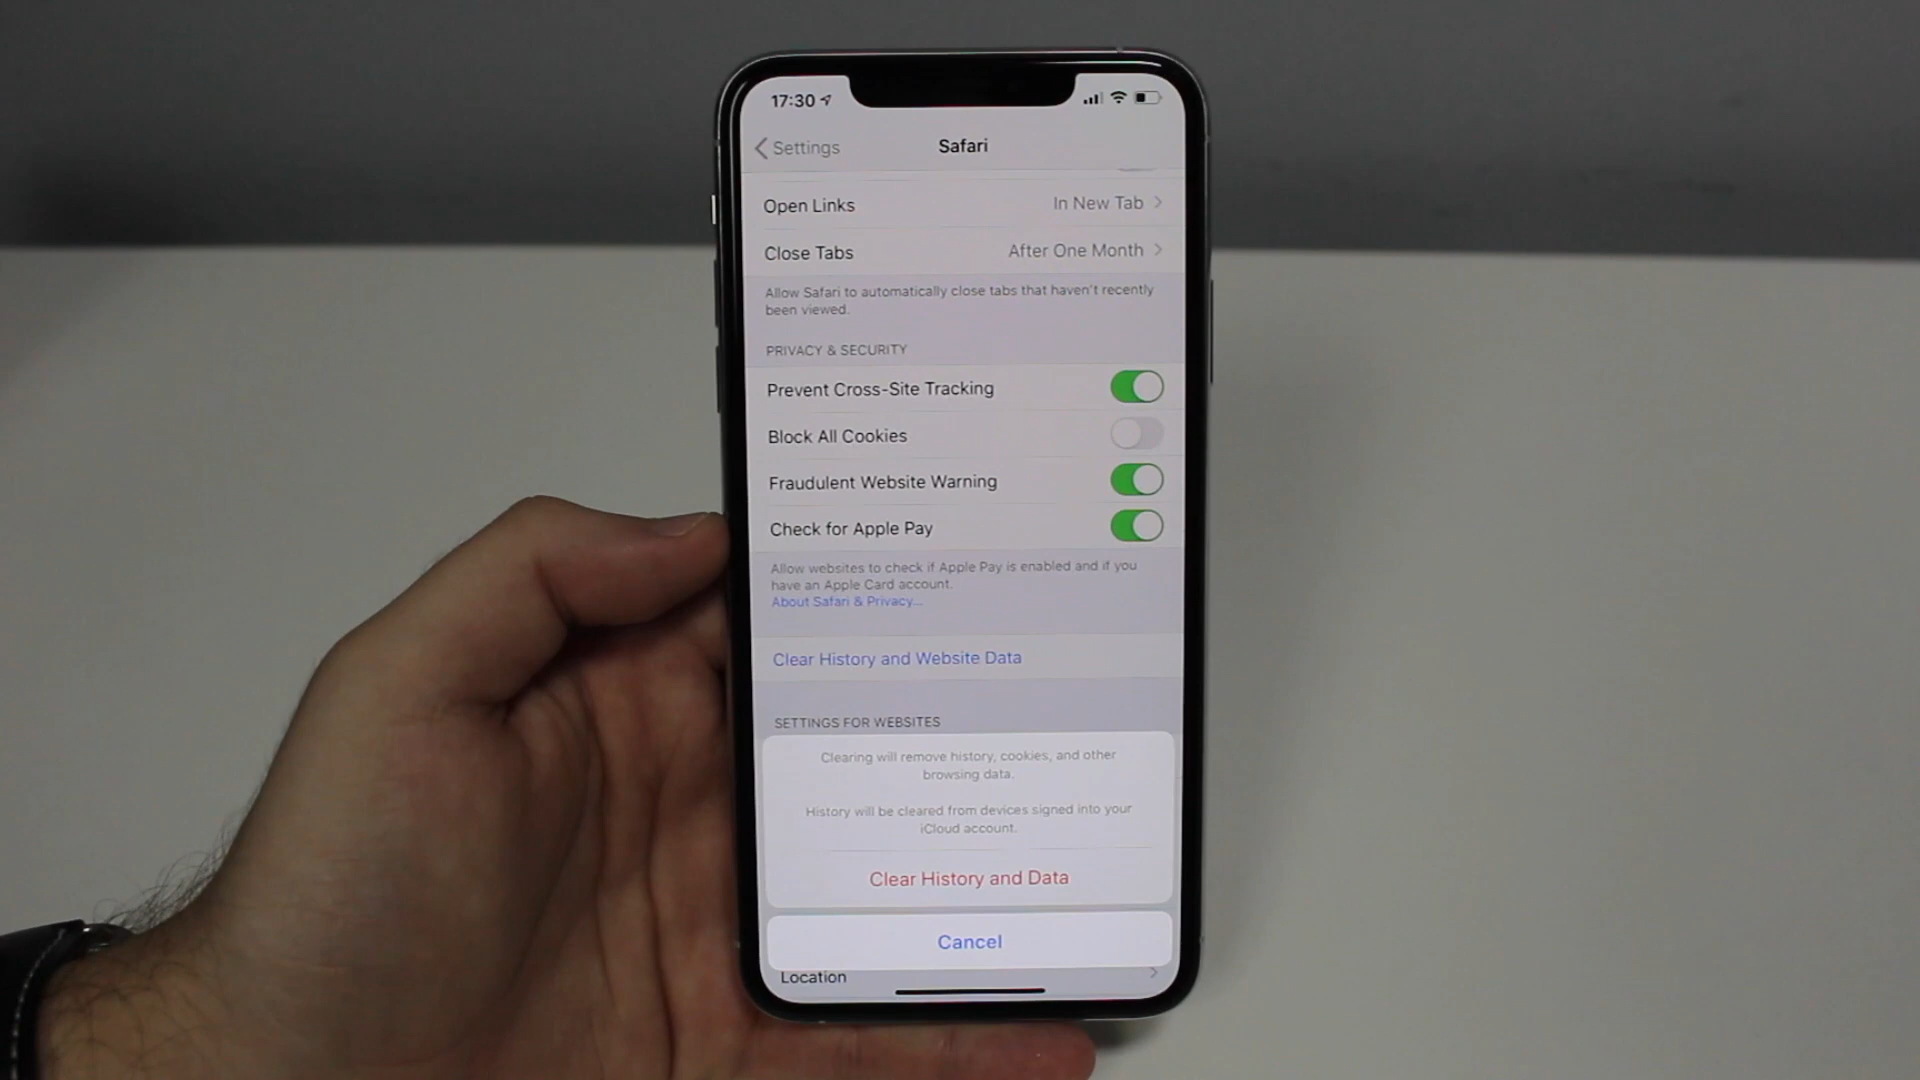 17:30
Settings
Safari
Open Links
In New Tab
Close Tabs
After One Month
Allow Safari to automatically close tabs that haven't recently
been viewed.
PRIVACY & SECURITY
Prevent Cross-Site Tracking
Block All Cookies
Fraudulent Website Warning
Check for Apple Pay
Allow websites to check if Apple Pay is enabled and if you
have an Apple Card account.
About Safari & Privacy...
Clear History and Website Data
SETTINGS FOR WEBSITES
Clearing will remove history, cookies, and other
browsing data.
History will be cleared from devices signed into your
iCloud account.
Clear History and Data
Cancel
Location